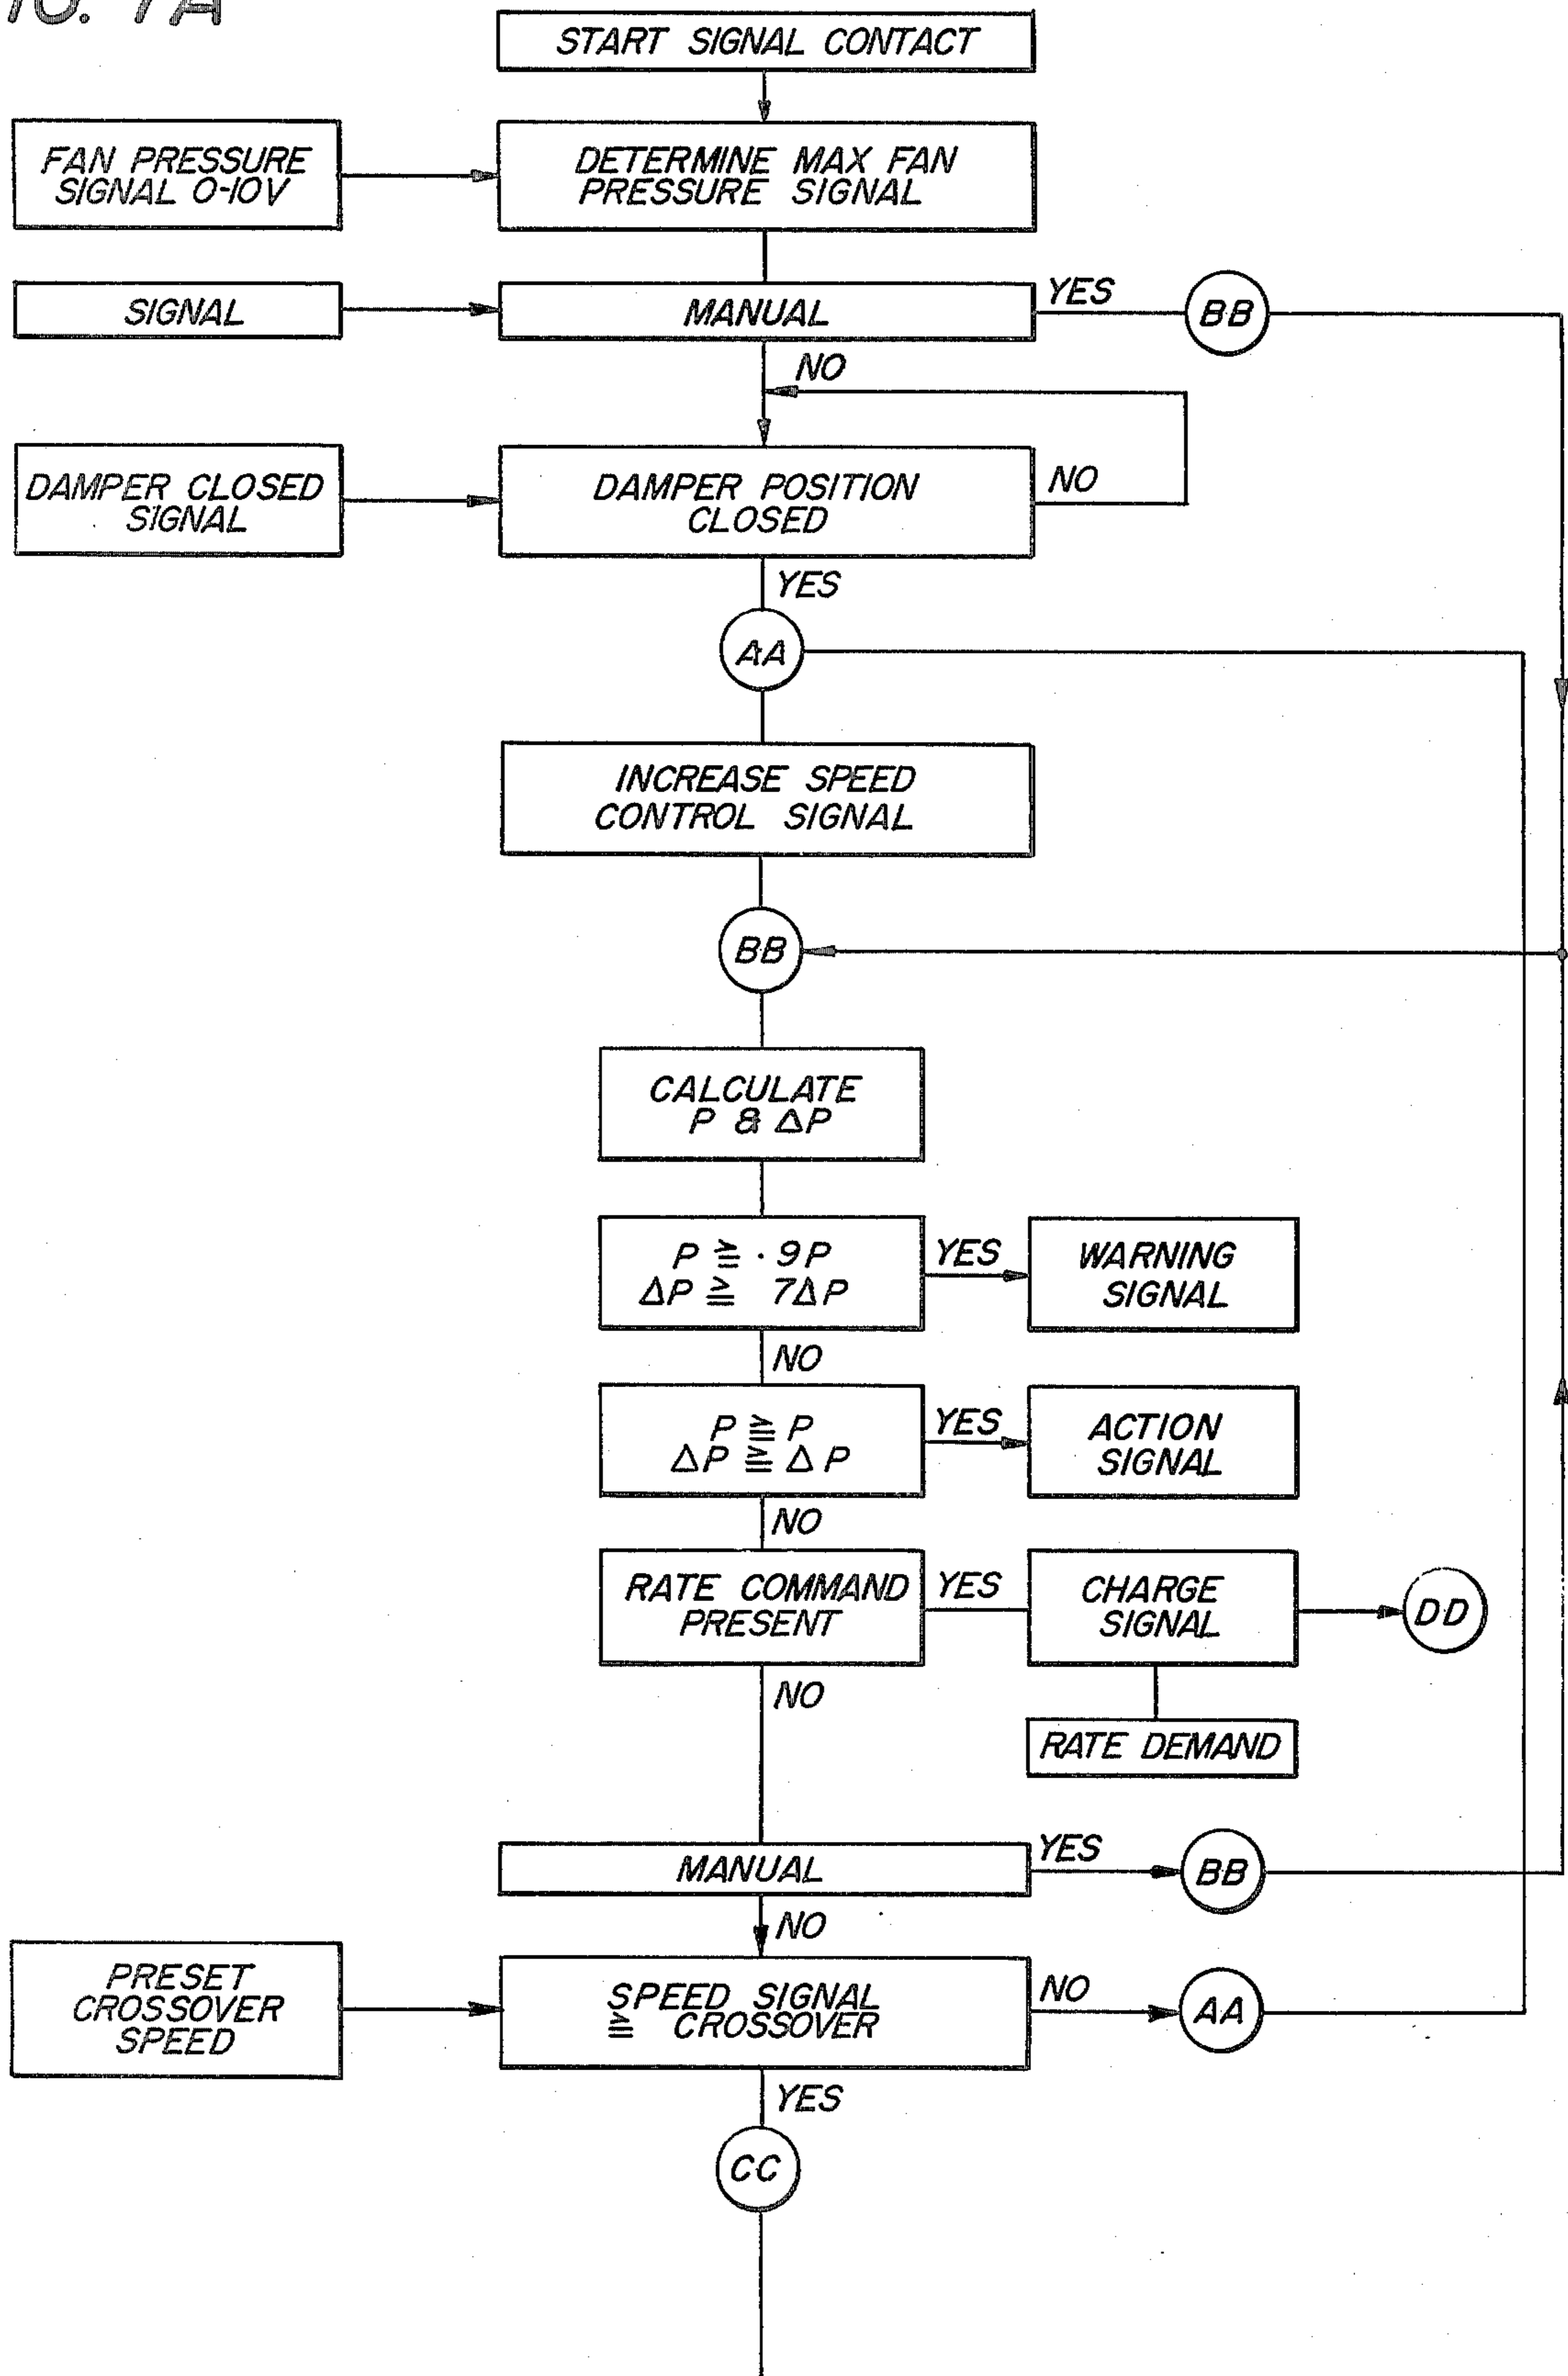 START SIGNAL CONTACT
FAN PRESSURE
SIGNAL 0-10V
DETERMINE MAX FAN
PRESSURE SIGNAL
SIGNAL
MANUAL
YES
BB
NO
DAMPER CLOSED
SIGNAL
DAMPER POSITION
CLOSED
NO
YES
AA
INCREASE SPEED
CONTROL SIGNAL
BB
CALCULATE
P & ΔP
P ≧ .9P
ΔP ≧ 7ΔP
YES
WARNING
SIGNAL
NO
P ≧ P
ΔP ≧ ΔP
YES
ACTION
SIGNAL
NO
RATE COMMAND
PRESENT
YES
CHARGE
SIGNAL
DD
NO
RATE DEMAND
MANUAL
YES
BB
NO
PRESET
CROSSOVER
SPEED
SPEED SIGNAL
≧ CROSSOVER
NO
AA
YES
CC